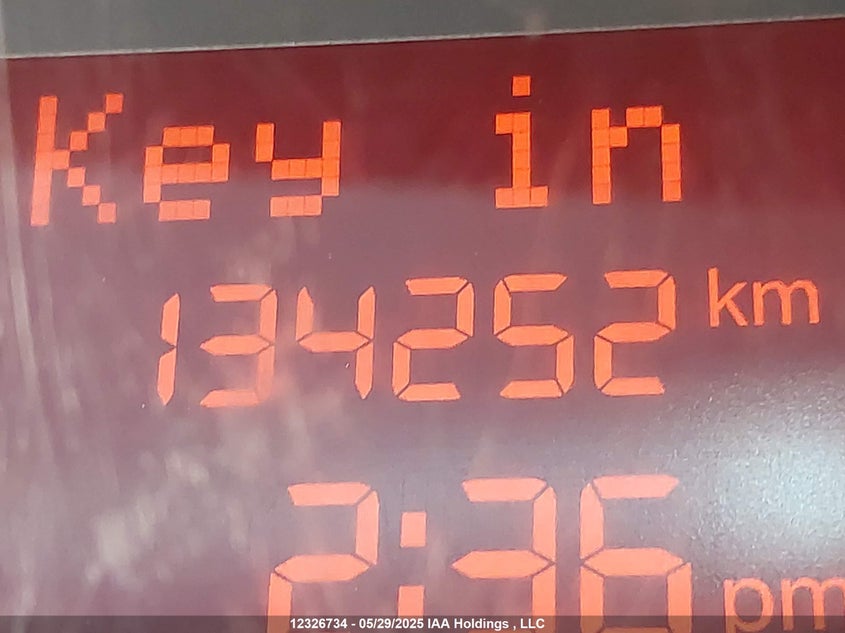 Key in
134252 km
2:36 pm
12326734 - 05/29/2025 IAA Holdings , LLC